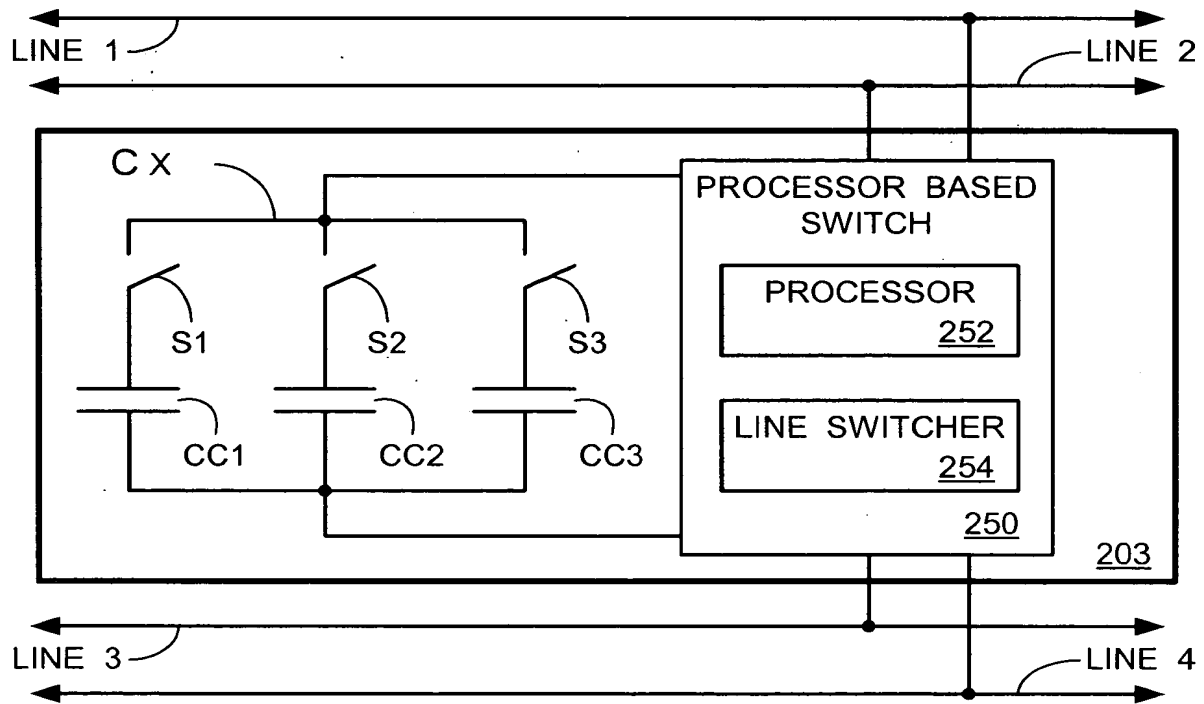 LINE 1
LINE 2
C X
PROCESSOR BASED
SWITCH
PROCESSOR
252
S1
S2
S3
LINE SWITCHER
254
CC1
CC2
CC3
250
203
LINE 3
LINE 4